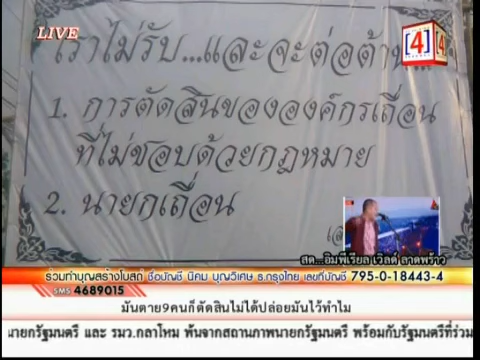 LIVE
[4]
เราไม่รับ...และจะต่อต้าน
1. การตัดสินขององค์กรเถื่อน
ที่ไม่ชอบด้วยกฎหมาย
2. นายกเถื่อน
สด...อิมพีเรียล เวิลด์ ลาดพร้าว
ร่วมทำบุญสร้างโบสถ์ ชื่อบัญชี นิคม บุญวิเศษ ธ.กรุงไทย เลขที่บัญชี 795-0-18443-4
SMS 4689015
มันตาย9คนก็ตัดสินไม่ได้ปล่อยมันไว้ทำไม
นายกรัฐมนตรี และ รมว.กลาโหม พ้นจากสถานภาพนายกรัฐมนตรี พร้อมกับรัฐมนตรีที่ร่วม